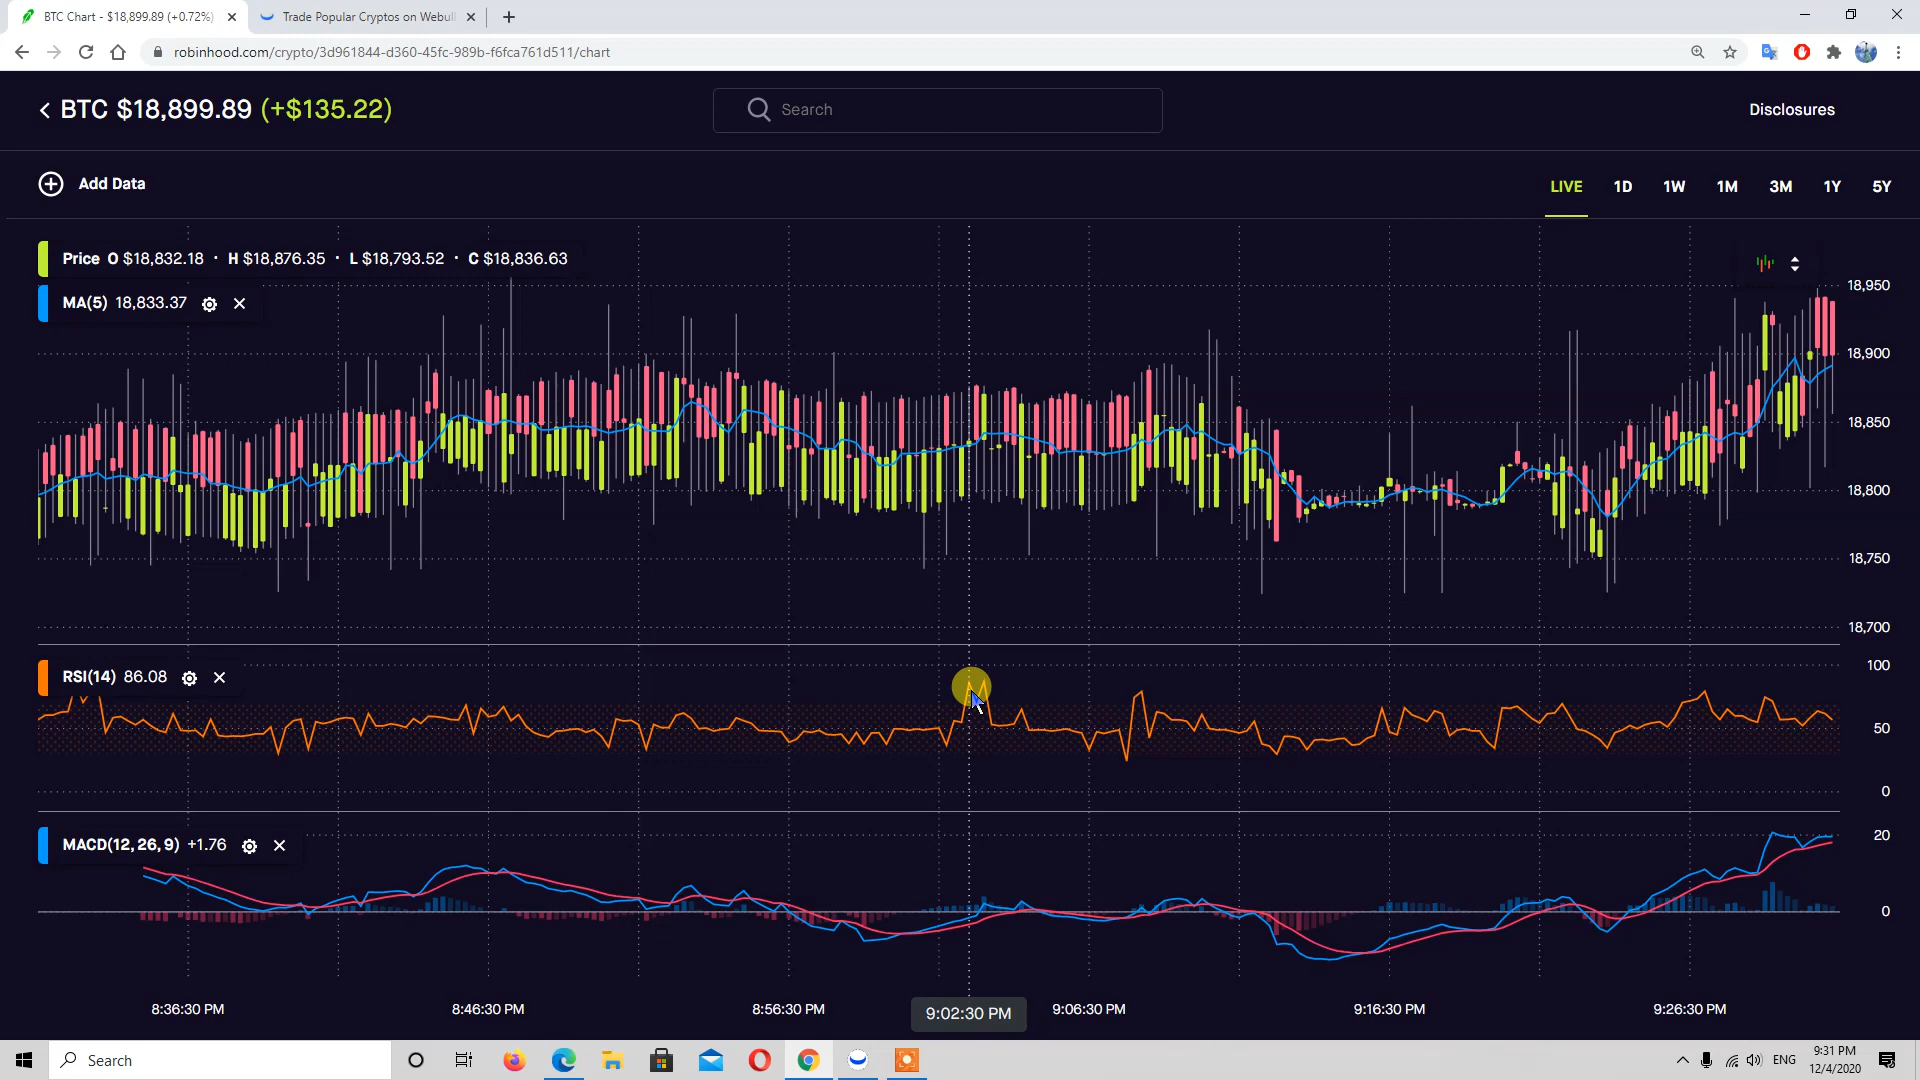 BTC Chart - $18,899.89 (+0.72%)
Trade Popular Cryptos on Webull
robinhood.com/crypto/3d961844-d360-45fc-989b-f6fca761d511/chart
BTC $18,899.89 (+$135.22)
Search
Disclosures
Add Data
LIVE 1D 1W 1M 3M 1Y 5Y
Price O $18,832.18 · H $18,876.35 · L $18,793.52 · C $18,836.63
MA(5) 18,833.37
18,950
18,900
18,850
18,800
18,750
18,700
RSI(14) 86.08
100
50
0
MACD(12, 26, 9) +1.76
20
0
8:36:30 PM 8:46:30 PM 8:56:30 PM 9:02:30 PM 9:06:30 PM 9:16:30 PM 9:26:30 PM
Search
ENG
9:31 PM
12/4/2020